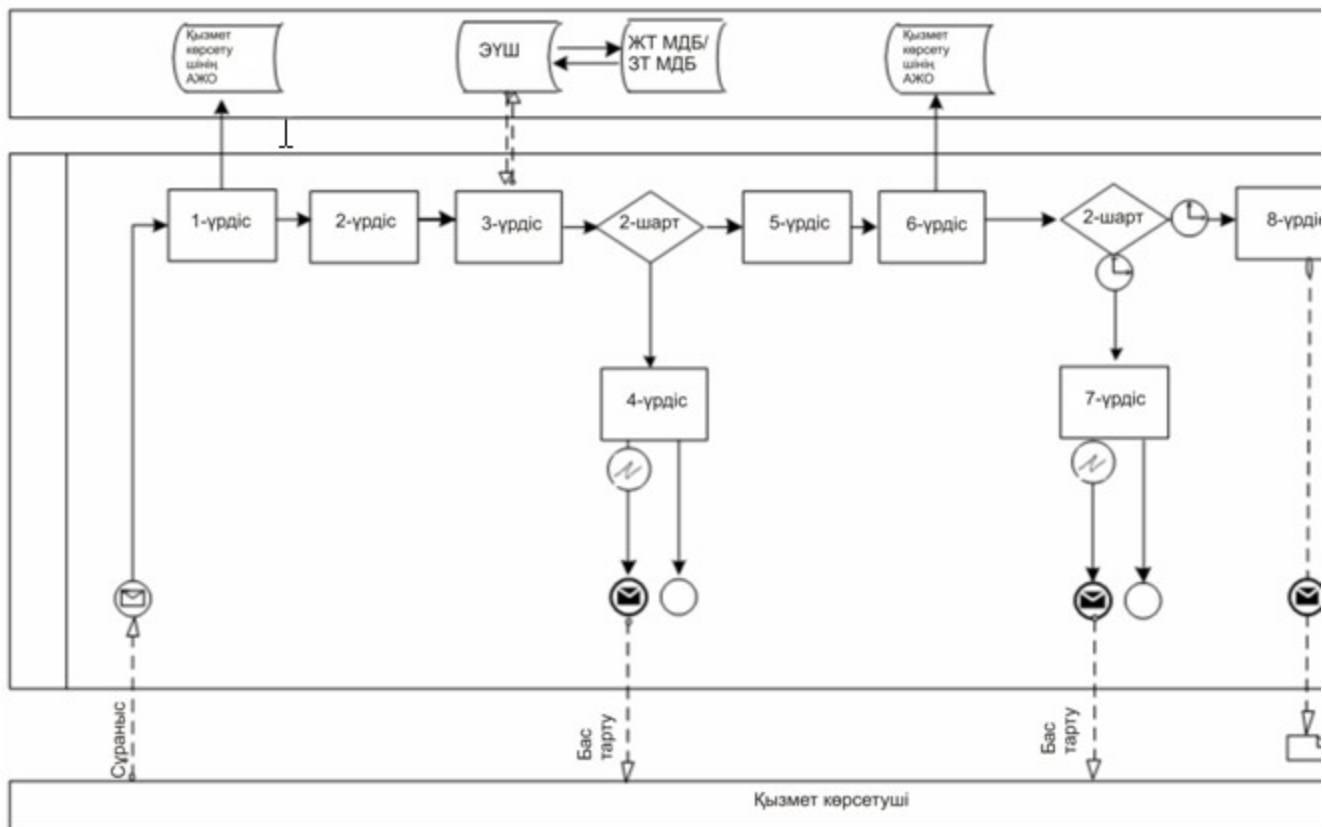 Қызмет
көрсету
шінің
АЖО
ЭҮШ
ЖТ МДБ/
ЗТ МДБ
Қызмет
көрсету
шінің
АЖО
1-үрдіс
2-үрдіс
3-үрдіс
2-шарт
5-үрдіс
6-үрдіс
2-шарт
8-үрдіс
4-үрдіс
7-үрдіс
Сұраныс
Бас
тарту
Бас
тарту
Қызмет көрсетуші